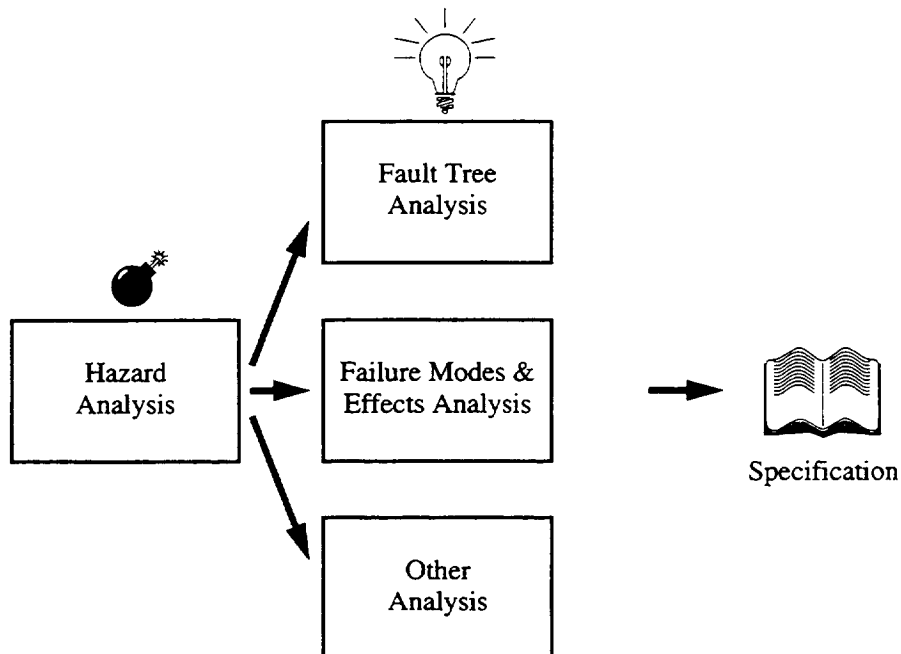 Fault Tree
Analysis
Hazard
Analysis
Failure Modes &
Effects Analysis
Specification
Other
Analysis